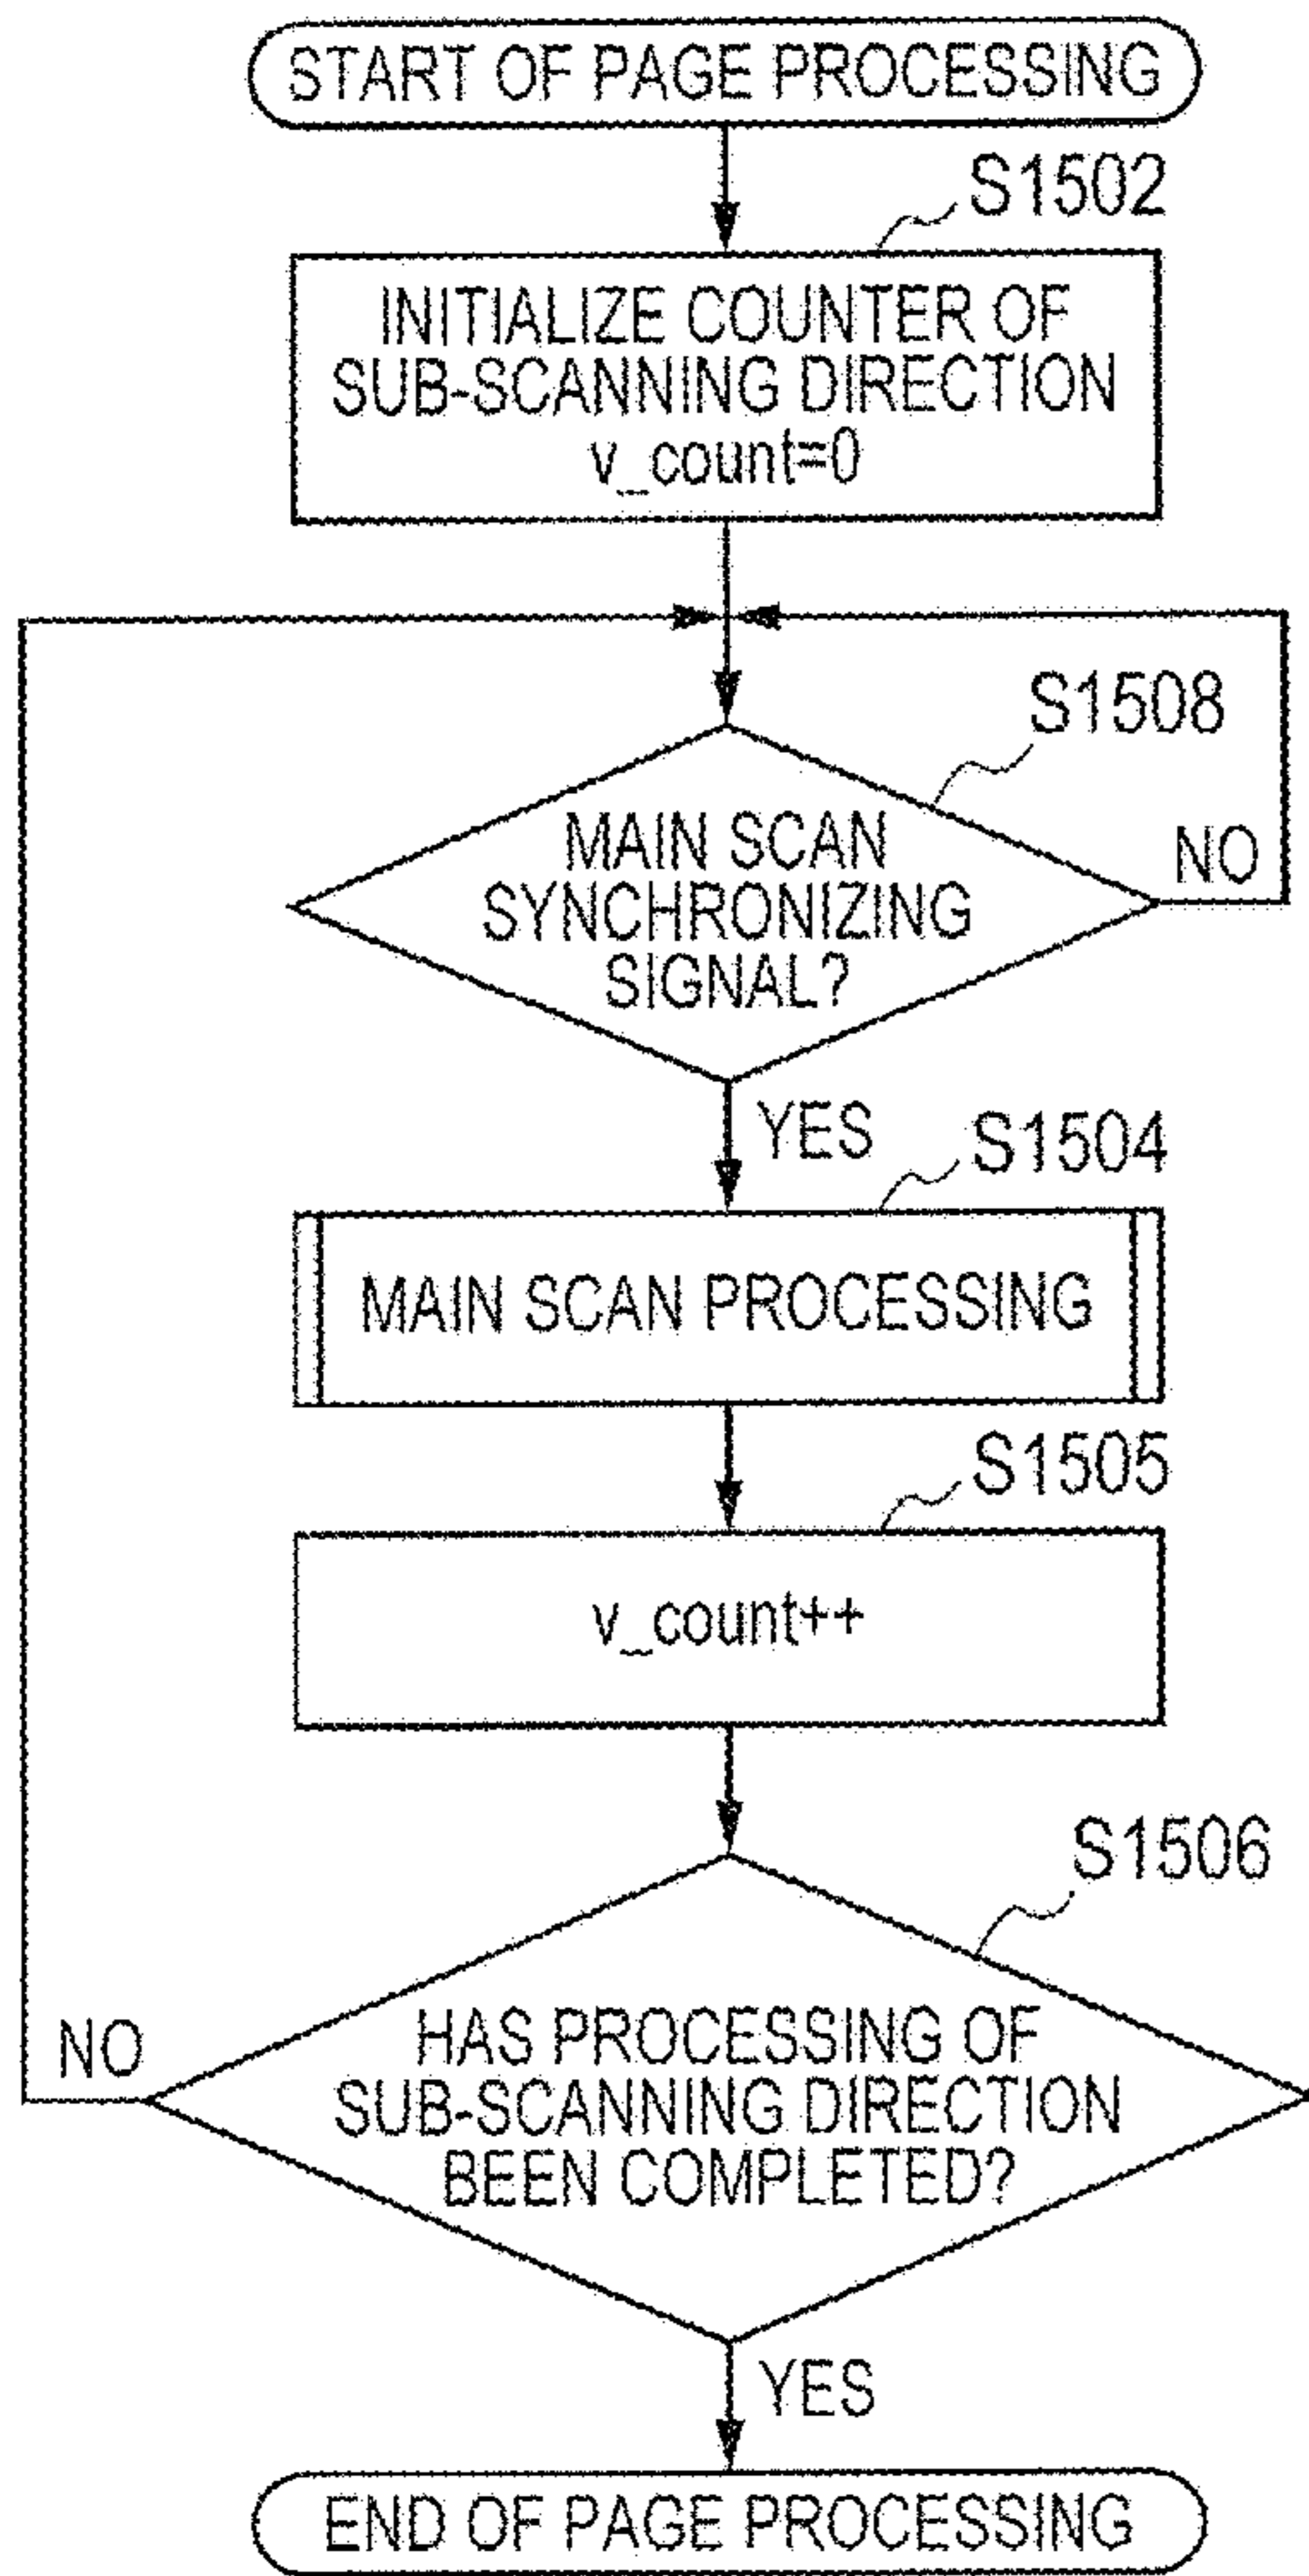 START OF PAGE PROCESSING
S1502
INITIALIZE COUNTER OF
SUB-SCANNING DIRECTION
v_count=0
S1508
MAIN SCAN
SYNCHRONIZING
SIGNAL?
NO
YES
S1504
MAIN SCAN PROCESSING
S1505
v_count++
S1506
HAS PROCESSING OF
SUB-SCANNING DIRECTION
BEEN COMPLETED?
NO
YES
END OF PAGE PROCESSING